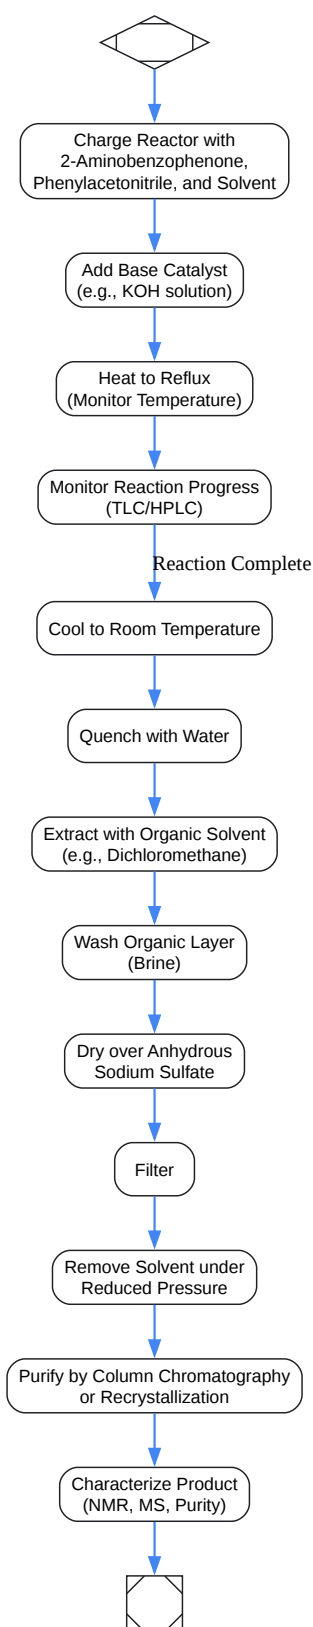 Charge Reactor with
2-Aminobenzophenone,
Phenylacetonitrile, and Solvent
Add Base Catalyst
(e.g., KOH solution)
Heat to Reflux
(Monitor Temperature)
Monitor Reaction Progress
(TLC/HPLC)
Reaction Complete
Cool to Room Temperature
Quench with Water
Extract with Organic Solvent
(e.g., Dichloromethane)
Wash Organic Layer
(Brine)
Dry over Anhydrous
Sodium Sulfate
Filter
Remove Solvent under
Reduced Pressure
Purify by Column Chromatography
or Recrystallization
Characterize Product
(NMR, MS, Purity)